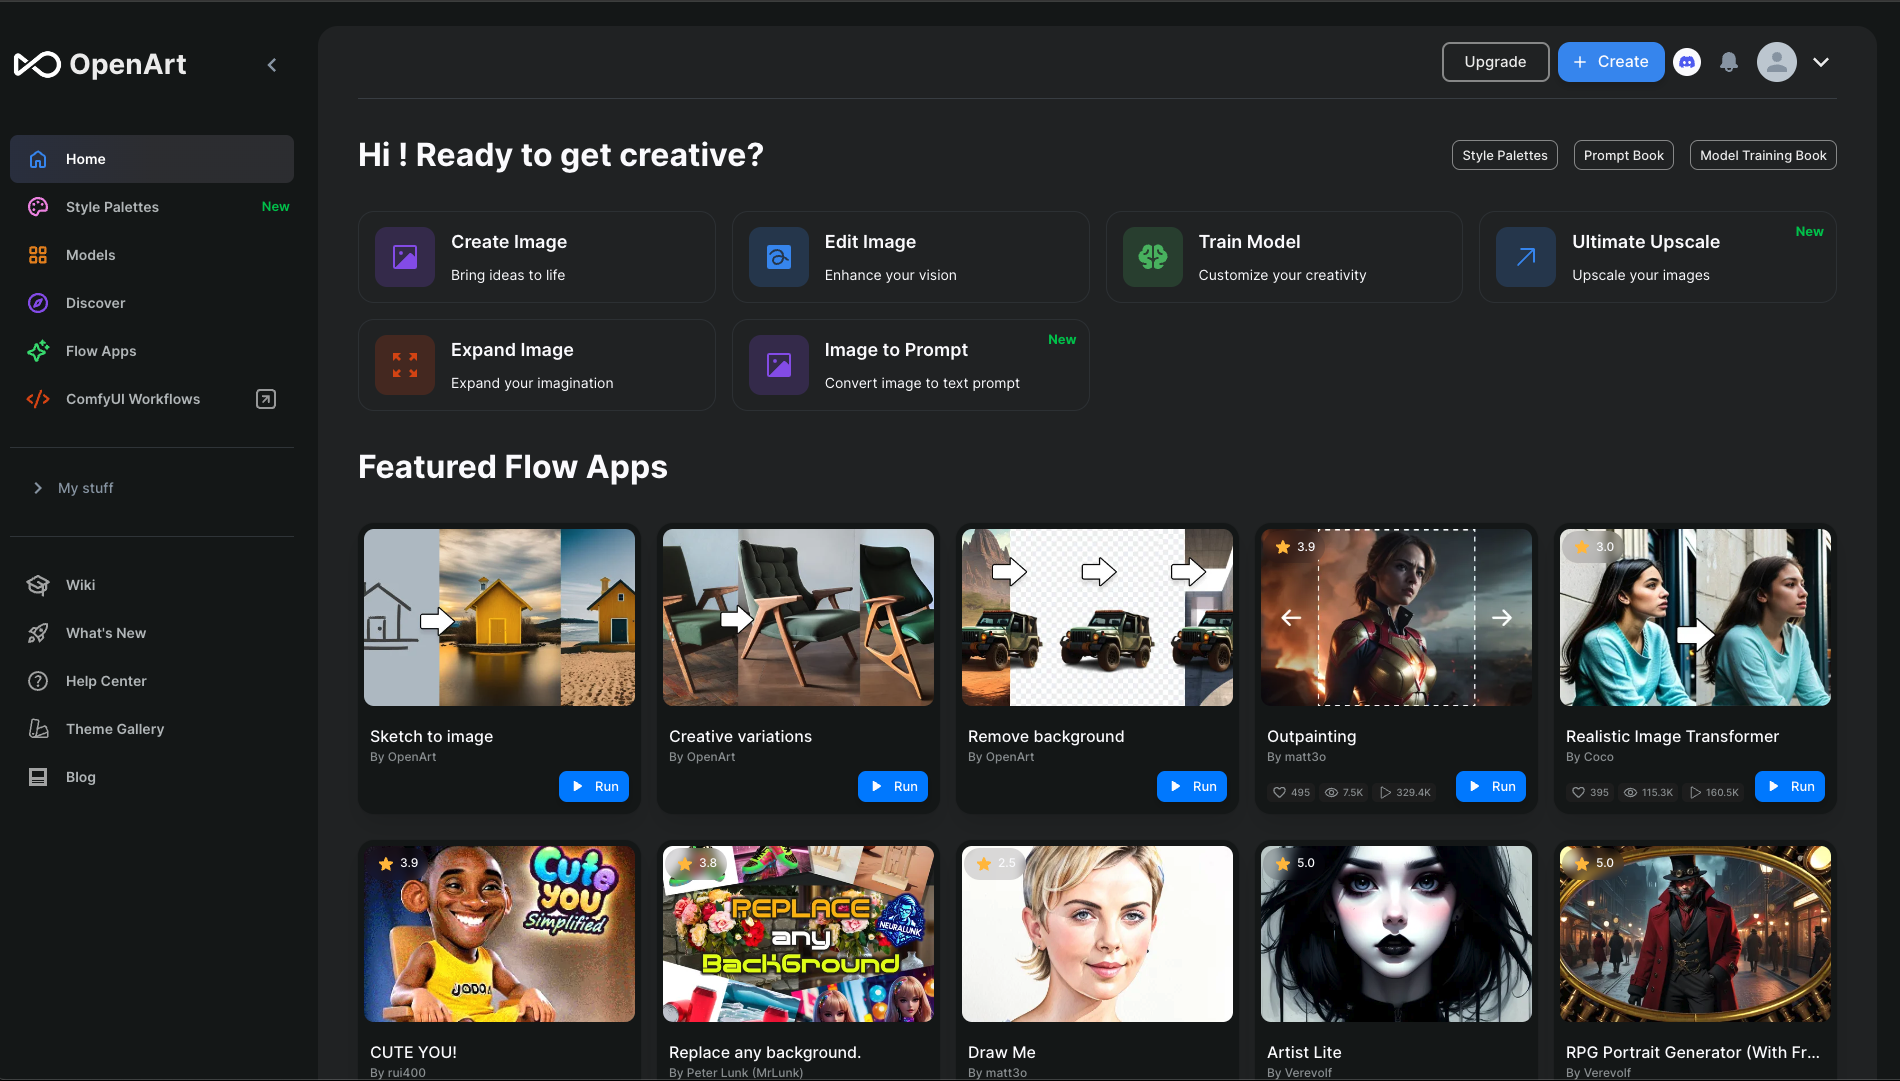 OpenArt
Upgrade
+ Create
Home
Style Palettes New
Models
Discover
Flow Apps
ComfyUI Workflows
My stuff
Wiki
What's New
Help Center
Theme Gallery
Blog
Hi ! Ready to get creative?
Style Palettes
Prompt Book
Model Training Book
Create Image
Bring ideas to life
Edit Image
Enhance your vision
Train Model
Customize your creativity
Ultimate Upscale
New
Upscale your images
Expand Image
Expand your imagination
Image to Prompt
New
Convert image to text prompt
Featured Flow Apps
Sketch to image
By OpenArt
Run
Creative variations
By OpenArt
Run
Remove background
By OpenArt
Run
3.9
Outpainting
By matt3o
495 7.5K 329.4K
Run
3.0
Realistic Image Transformer
By Coco
395 115.3K 160.5K
Run
3.9
Cute
you
Simplified
CUTE YOU!
By rui400
3.8
REPLACE
any
BackGround
NEURALUNK
Replace any background.
By Peter Lunk (MrLunk)
2.5
Draw Me
By matt3o
5.0
Artist Lite
By Verevolf
5.0
RPG Portrait Generator (With Fr...
By Verevolf